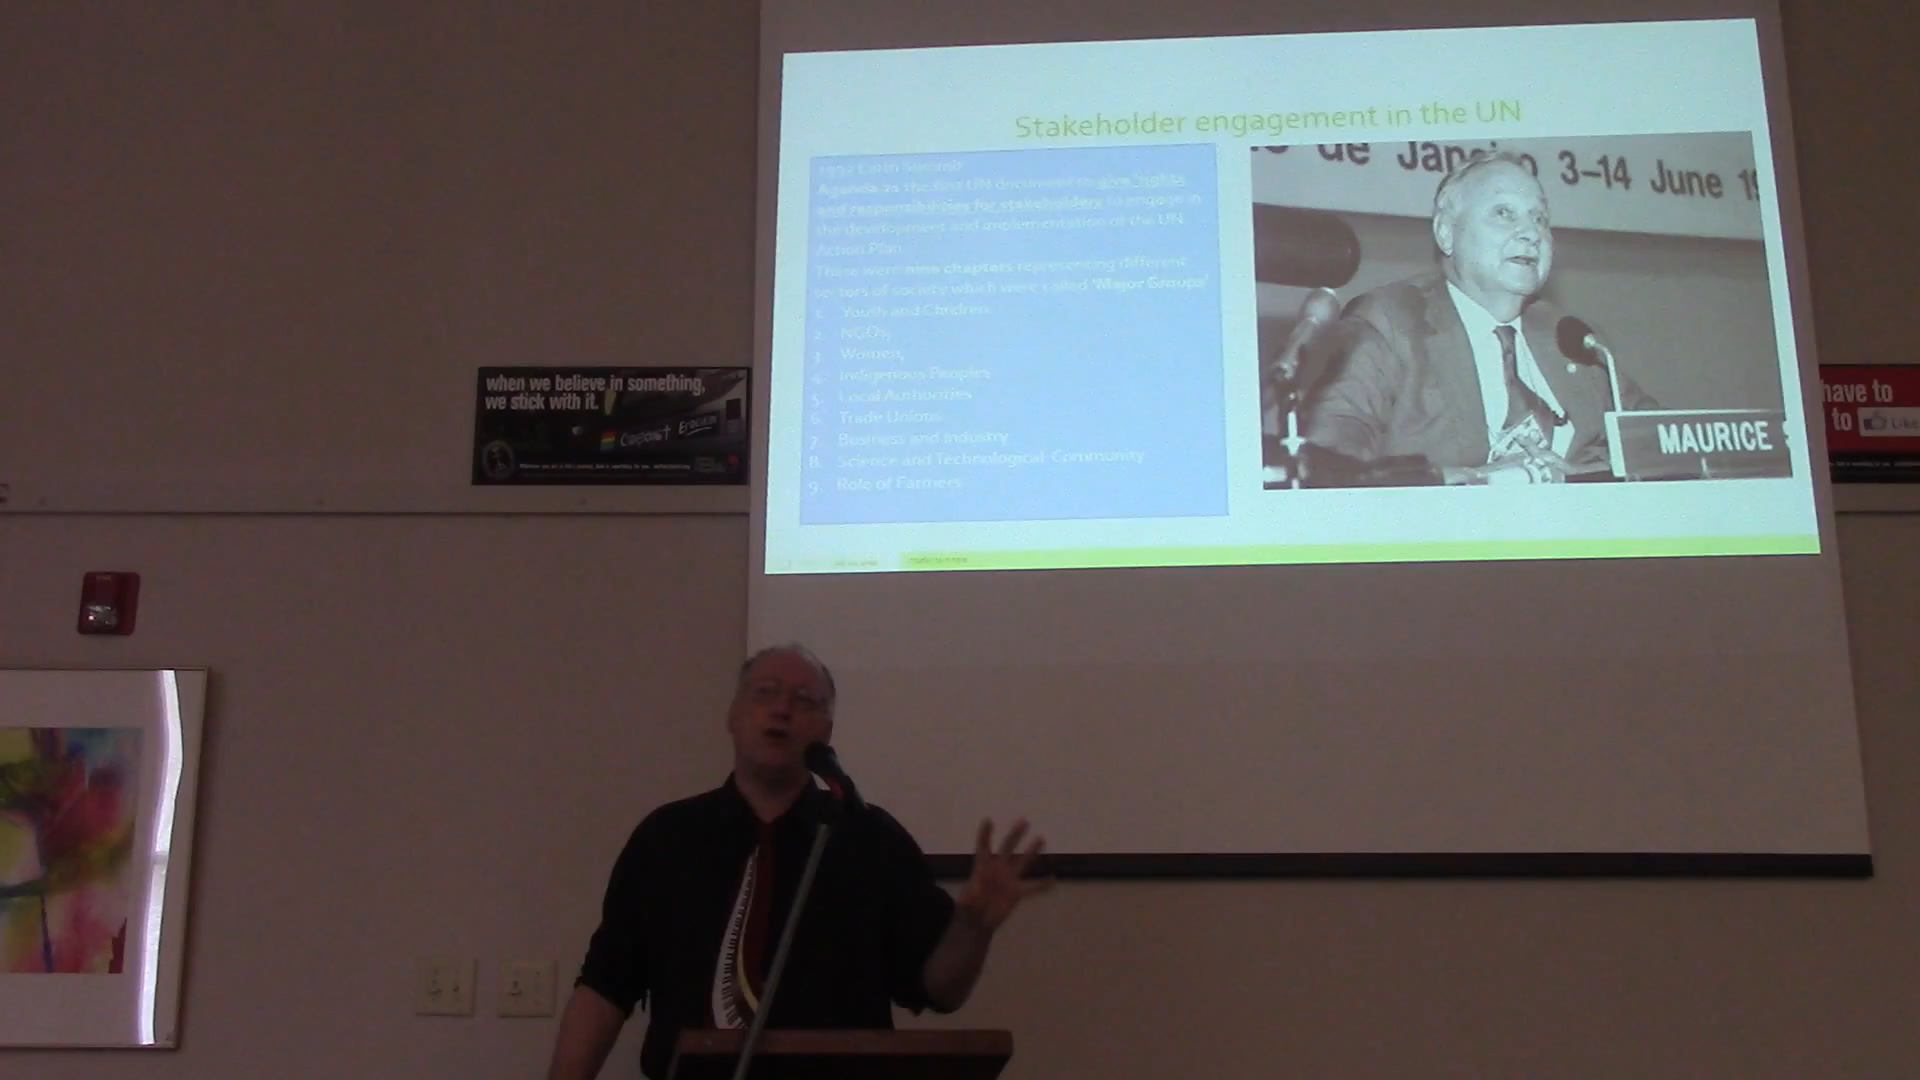 Stakeholder engagement in the UN
1992 Earth Summit
Agenda 21 the first UN document to give 'rights
and responsibilities for stakeholders to engage in
the development and implementation of the UN
Action Plan
There were nine chapters representing different
sectors of society which were called 'Major Groups'
1. Youth and Children
2. NGOs,
3. Women,
4. Indigenous Peoples
5. Local Authorities
6. Trade Unions
7. Business and Industry
8. Science and Technological Community
9. Role of Farmers
de Janeiro 3-14 June 19
MAURICE S
when we believe in something,
we stick with it.
have to
to Like